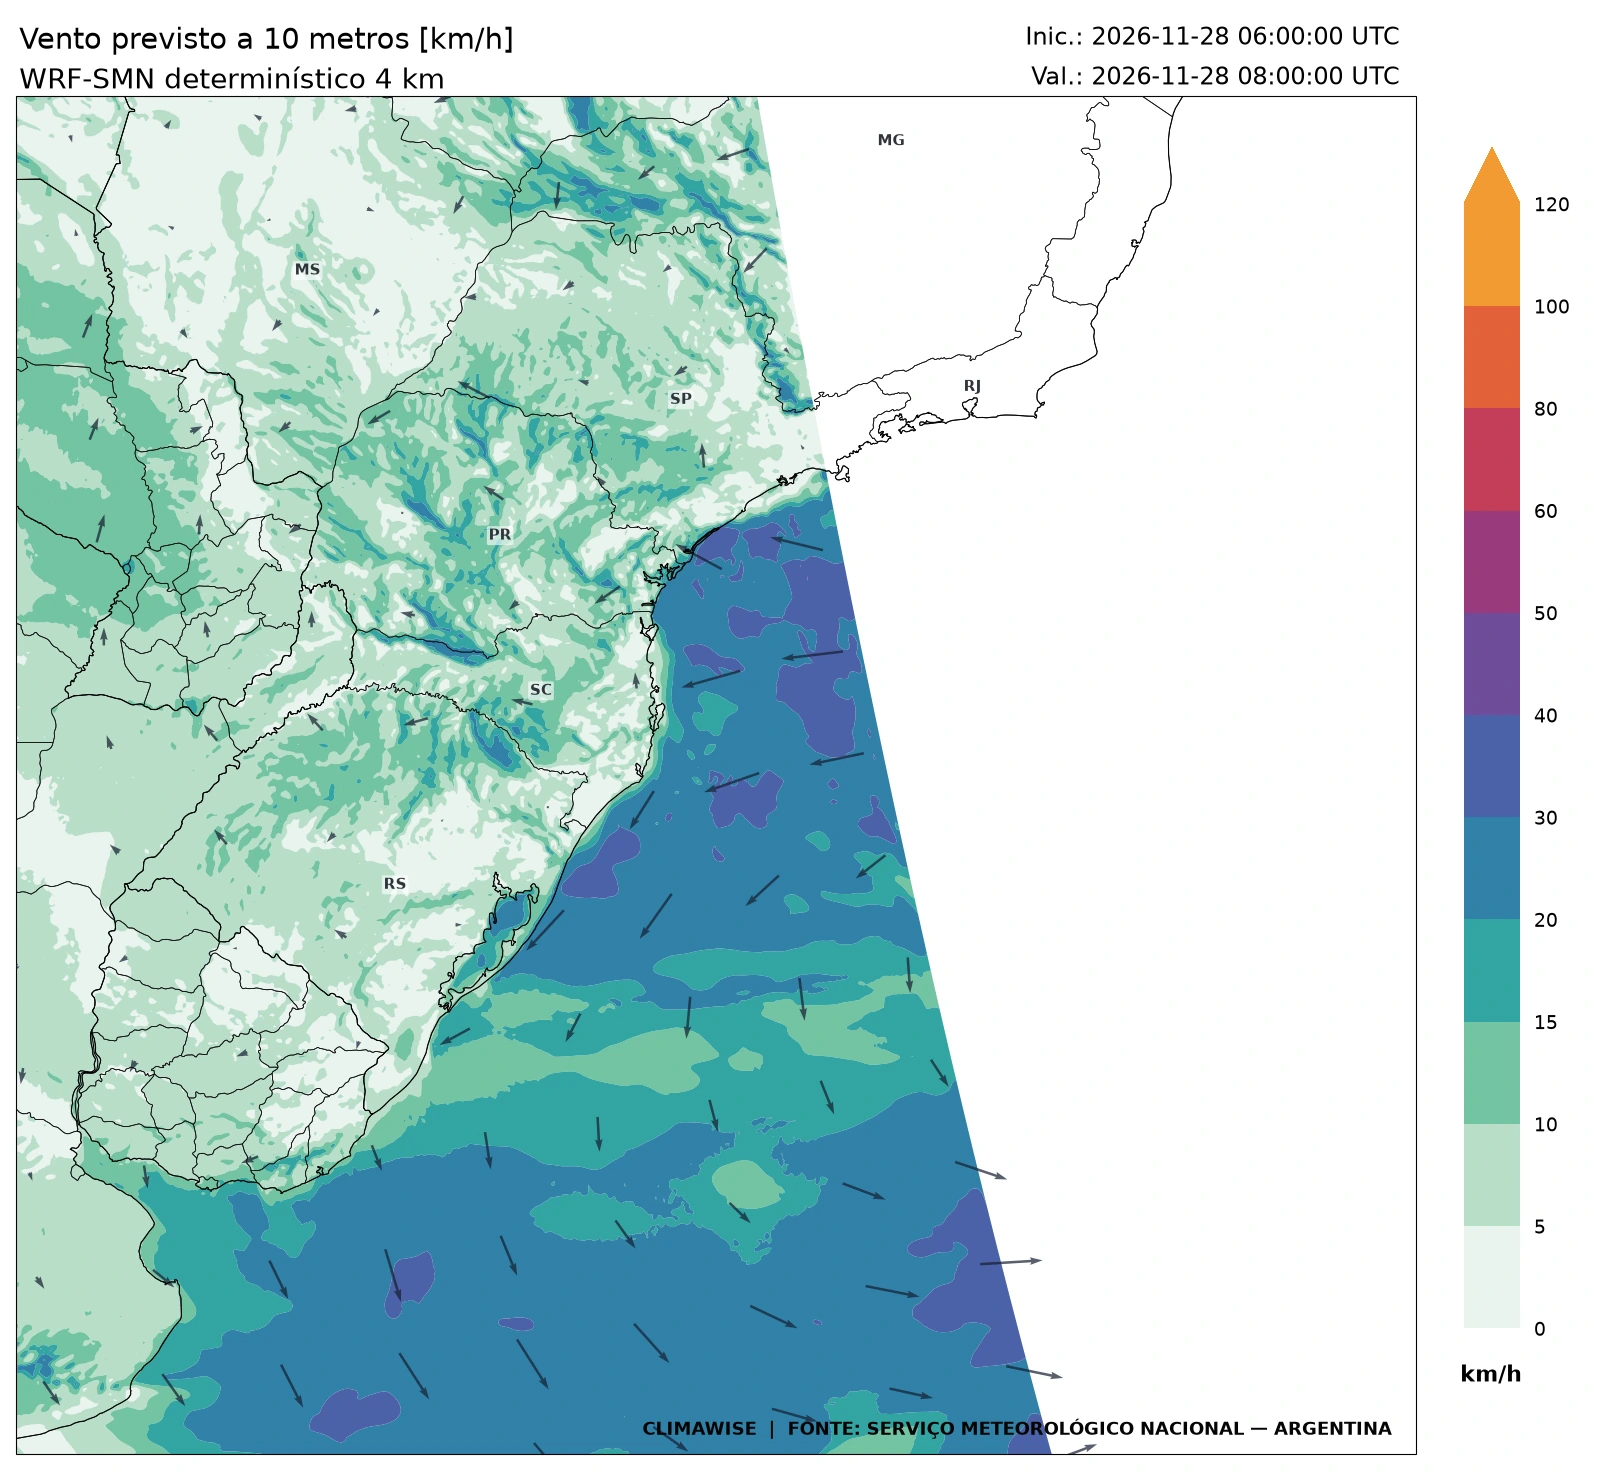 Vento previsto a 10 metros [km/h]
WRF-SMN determinístico 4 km
Inic.: 2026-11-28 06:00:00 UTC
Val.: 2026-11-28 08:00:00 UTC
MG
MS
SP
RJ
PR
SC
RS
120
100
80
60
50
40
30
20
15
10
5
0
km/h
CLIMAWISE | FONTE: SERVIÇO METEOROLÓGICO NACIONAL — ARGENTINA